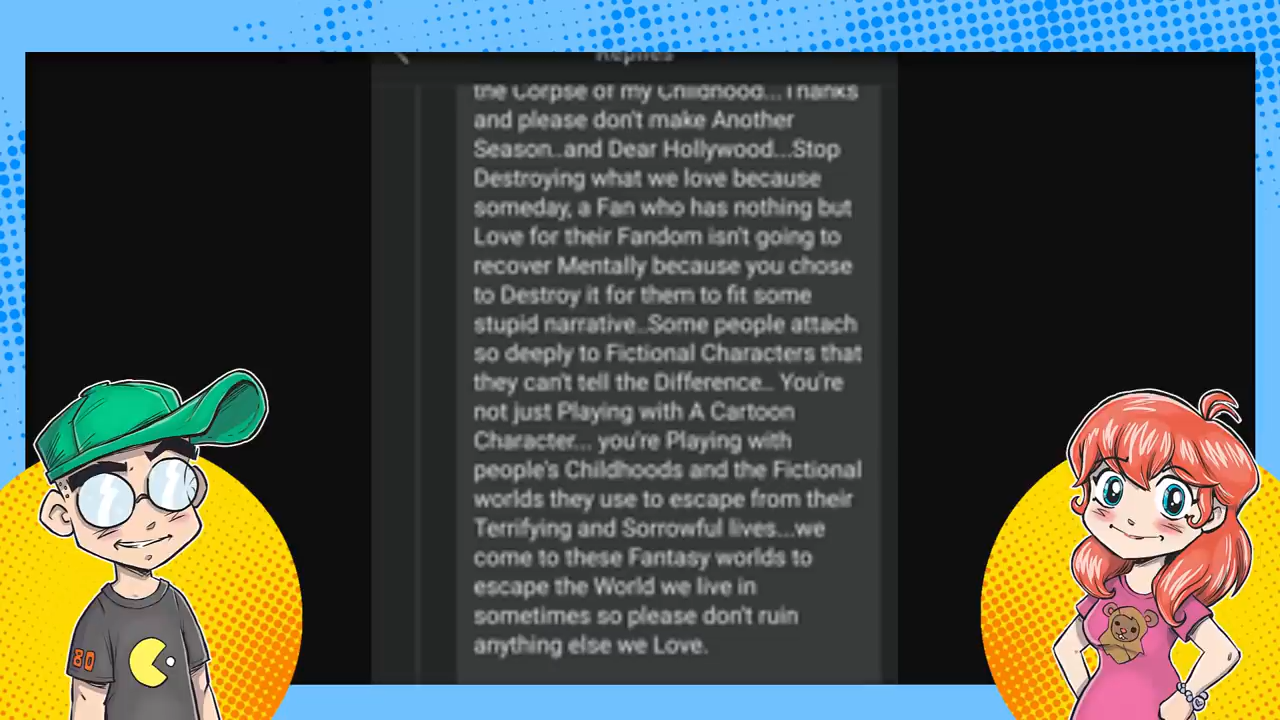 Replies
the Corpse of my Childhood...Thanks
and please don't make Another
Season..and Dear Hollywood...Stop
Destroying what we love because
someday, a Fan who has nothing but
Love for their Fandom isn't going to
recover Mentally because you chose
to Destroy it for them to fit some
stupid narrative..Some people attach
so deeply to Fictional Characters that
they can't tell the Difference.. You're
not just Playing with A Cartoon
Character... you're Playing with
people's Childhoods and the Fictional
worlds they use to escape from their
Terrifying and Sorrowful lives...we
come to these Fantasy worlds to
escape the World we live in
sometimes so please don't ruin
anything else we Love.
80